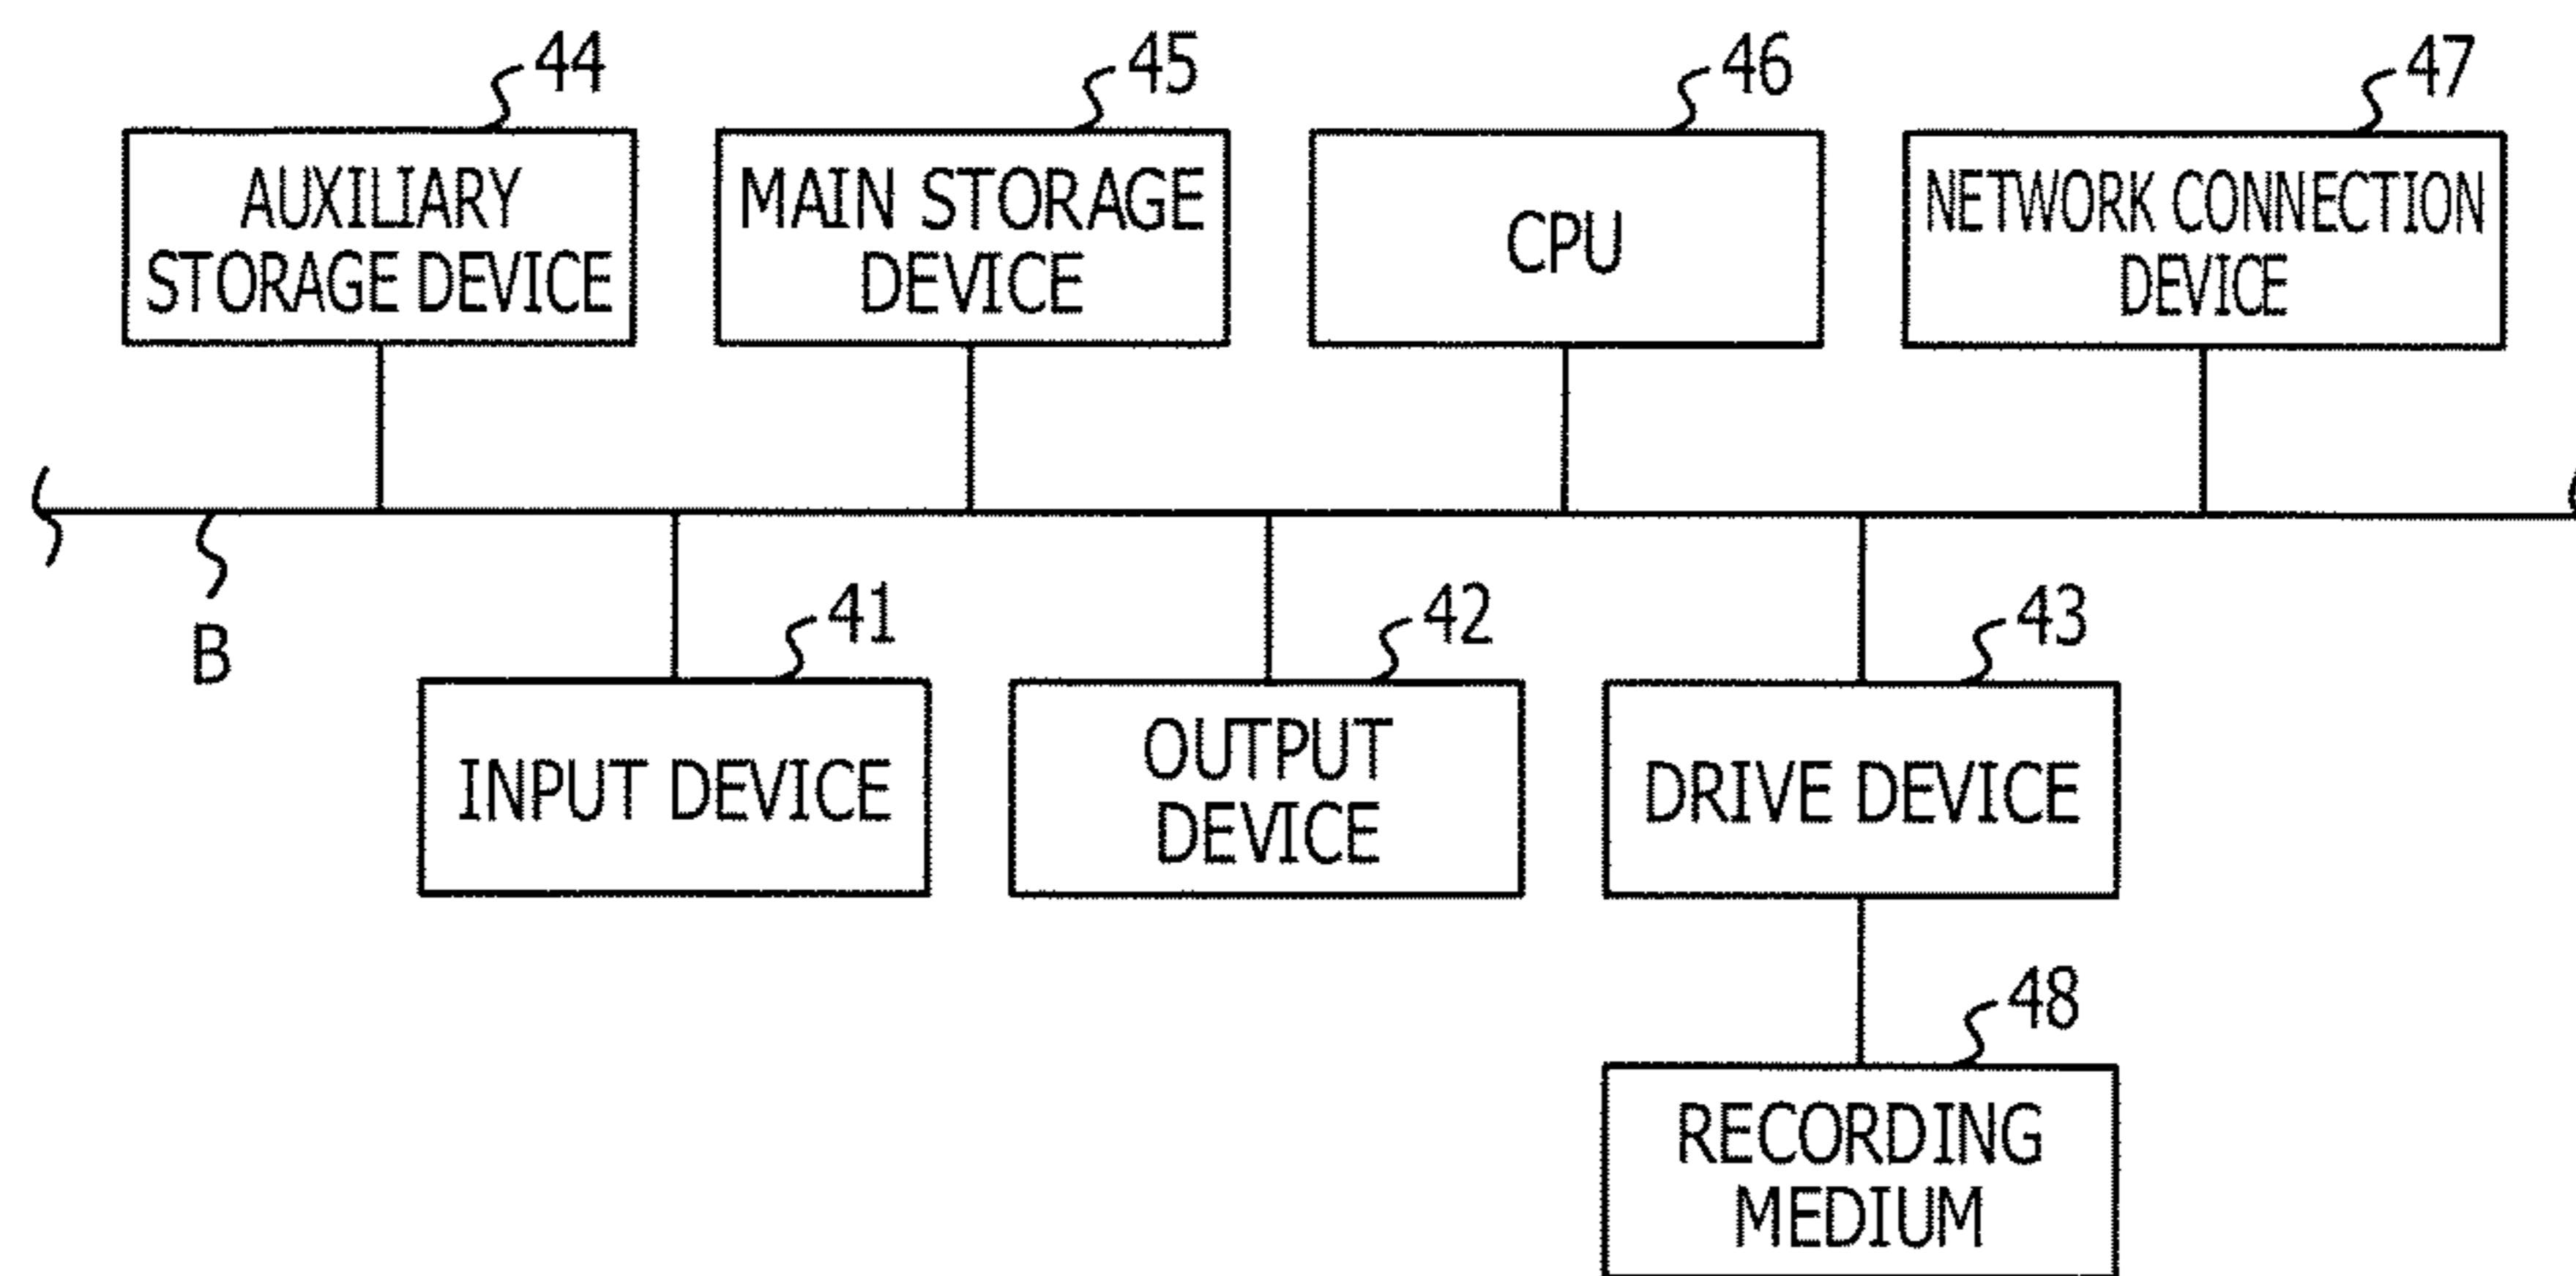 44
45
46
47
AUXILIARY
STORAGE DEVICE
MAIN STORAGE
DEVICE
CPU
NETWORK CONNECTION
DEVICE
B
41
42
43
INPUT DEVICE
OUTPUT
DEVICE
DRIVE DEVICE
48
RECORDING
MEDIUM